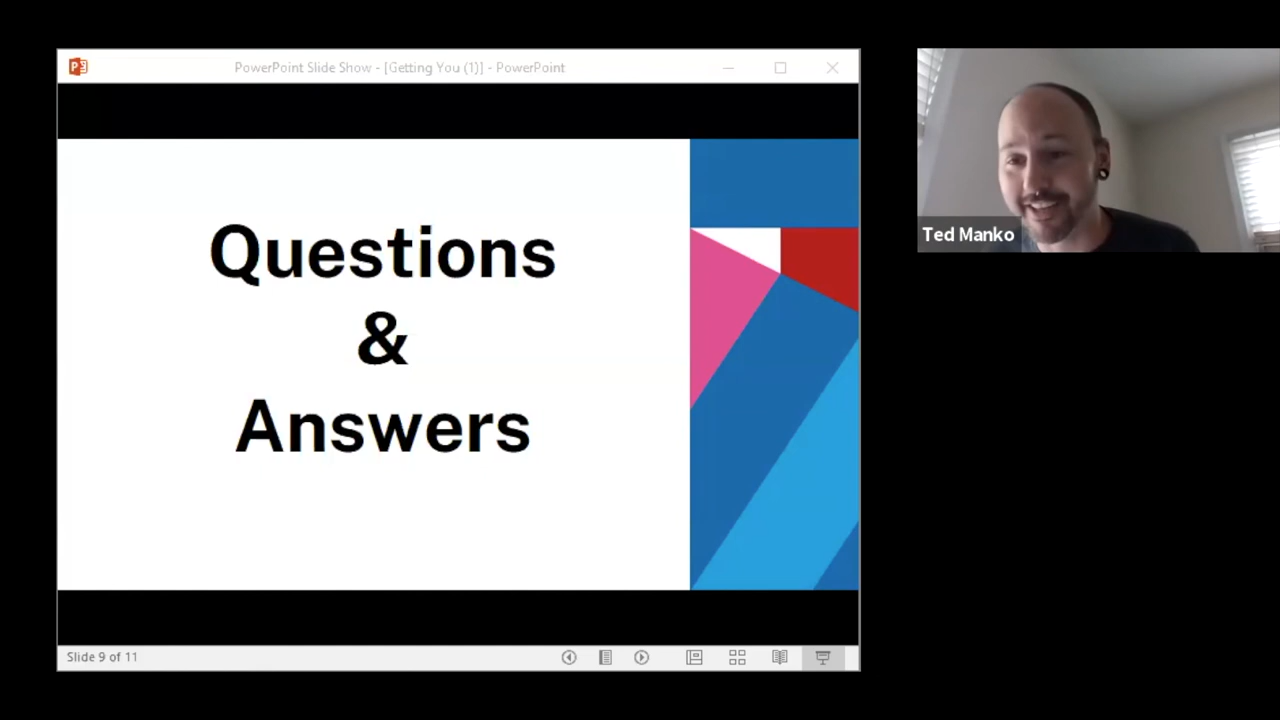 PowerPoint Slide Show - [Getting You (1)] - PowerPoint
Questions
&
Answers
Ted Manko
Slide 9 of 11